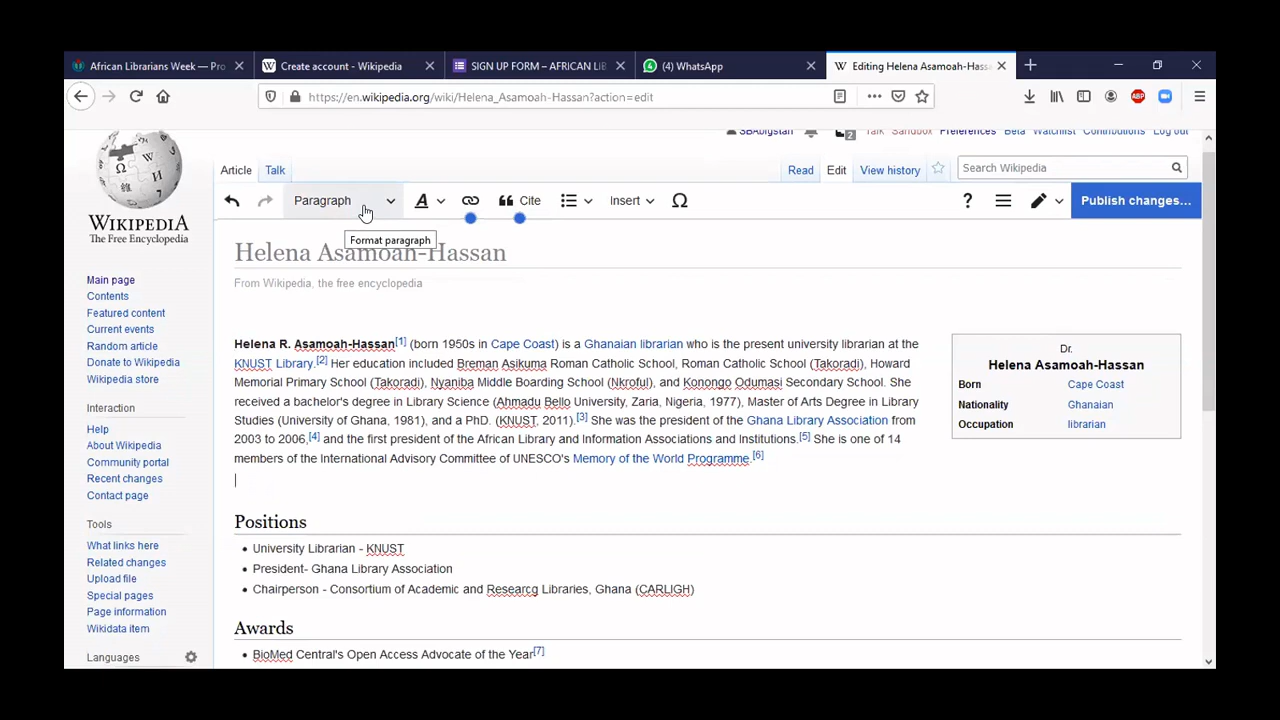 African Librarians Week — Pro
Create account - Wikipedia
SIGN UP FORM – AFRICAN LIB
(4) WhatsApp
Editing Helena Asamoah-Hass
https://en.wikipedia.org/wiki/Helena_Asamoah-Hassan?action=edit
ABP
SBAbigstan
2
Talk Sandbox Preferences Beta Watchlist Contributions Log out
Article Talk
Read Edit View history
Search Wikipedia
Paragraph
A
Cite
Insert
Ω
?
Publish changes...
Format paragraph
WIKIPEDIA
The Free Encyclopedia
Main page
Contents
Featured content
Current events
Random article
Donate to Wikipedia
Wikipedia store
Interaction
Help
About Wikipedia
Community portal
Recent changes
Contact page
Tools
What links here
Related changes
Upload file
Special pages
Page information
Wikidata item
Languages
Helena Asamoah-Hassan
From Wikipedia, the free encyclopedia
Helena R. Asamoah-Hassan[1] (born 1950s in Cape Coast) is a Ghanaian librarian who is the present university librarian at the
KNUST Library.[2] Her education included Breman Asikuma Roman Catholic School, Roman Catholic School (Takoradi), Howard
Memorial Primary School (Takoradi), Nyaniba Middle Boarding School (Nkroful), and Konongo Odumasi Secondary School. She
received a bachelor's degree in Library Science (Ahmadu Bello University, Zaria, Nigeria, 1977), Master of Arts Degree in Library
Studies (University of Ghana, 1981), and a PhD. (KNUST, 2011).[3] She was the president of the Ghana Library Association from
2003 to 2006,[4] and the first president of the African Library and Information Associations and Institutions.[5] She is one of 14
members of the International Advisory Committee of UNESCO's Memory of the World Programme.[6]
Dr.
Helena Asamoah-Hassan
Born Cape Coast
Nationality Ghanaian
Occupation librarian
Positions
• University Librarian - KNUST
• President- Ghana Library Association
• Chairperson - Consortium of Academic and Researcg Libraries, Ghana (CARLIGH)
Awards
• BioMed Central's Open Access Advocate of the Year[7]